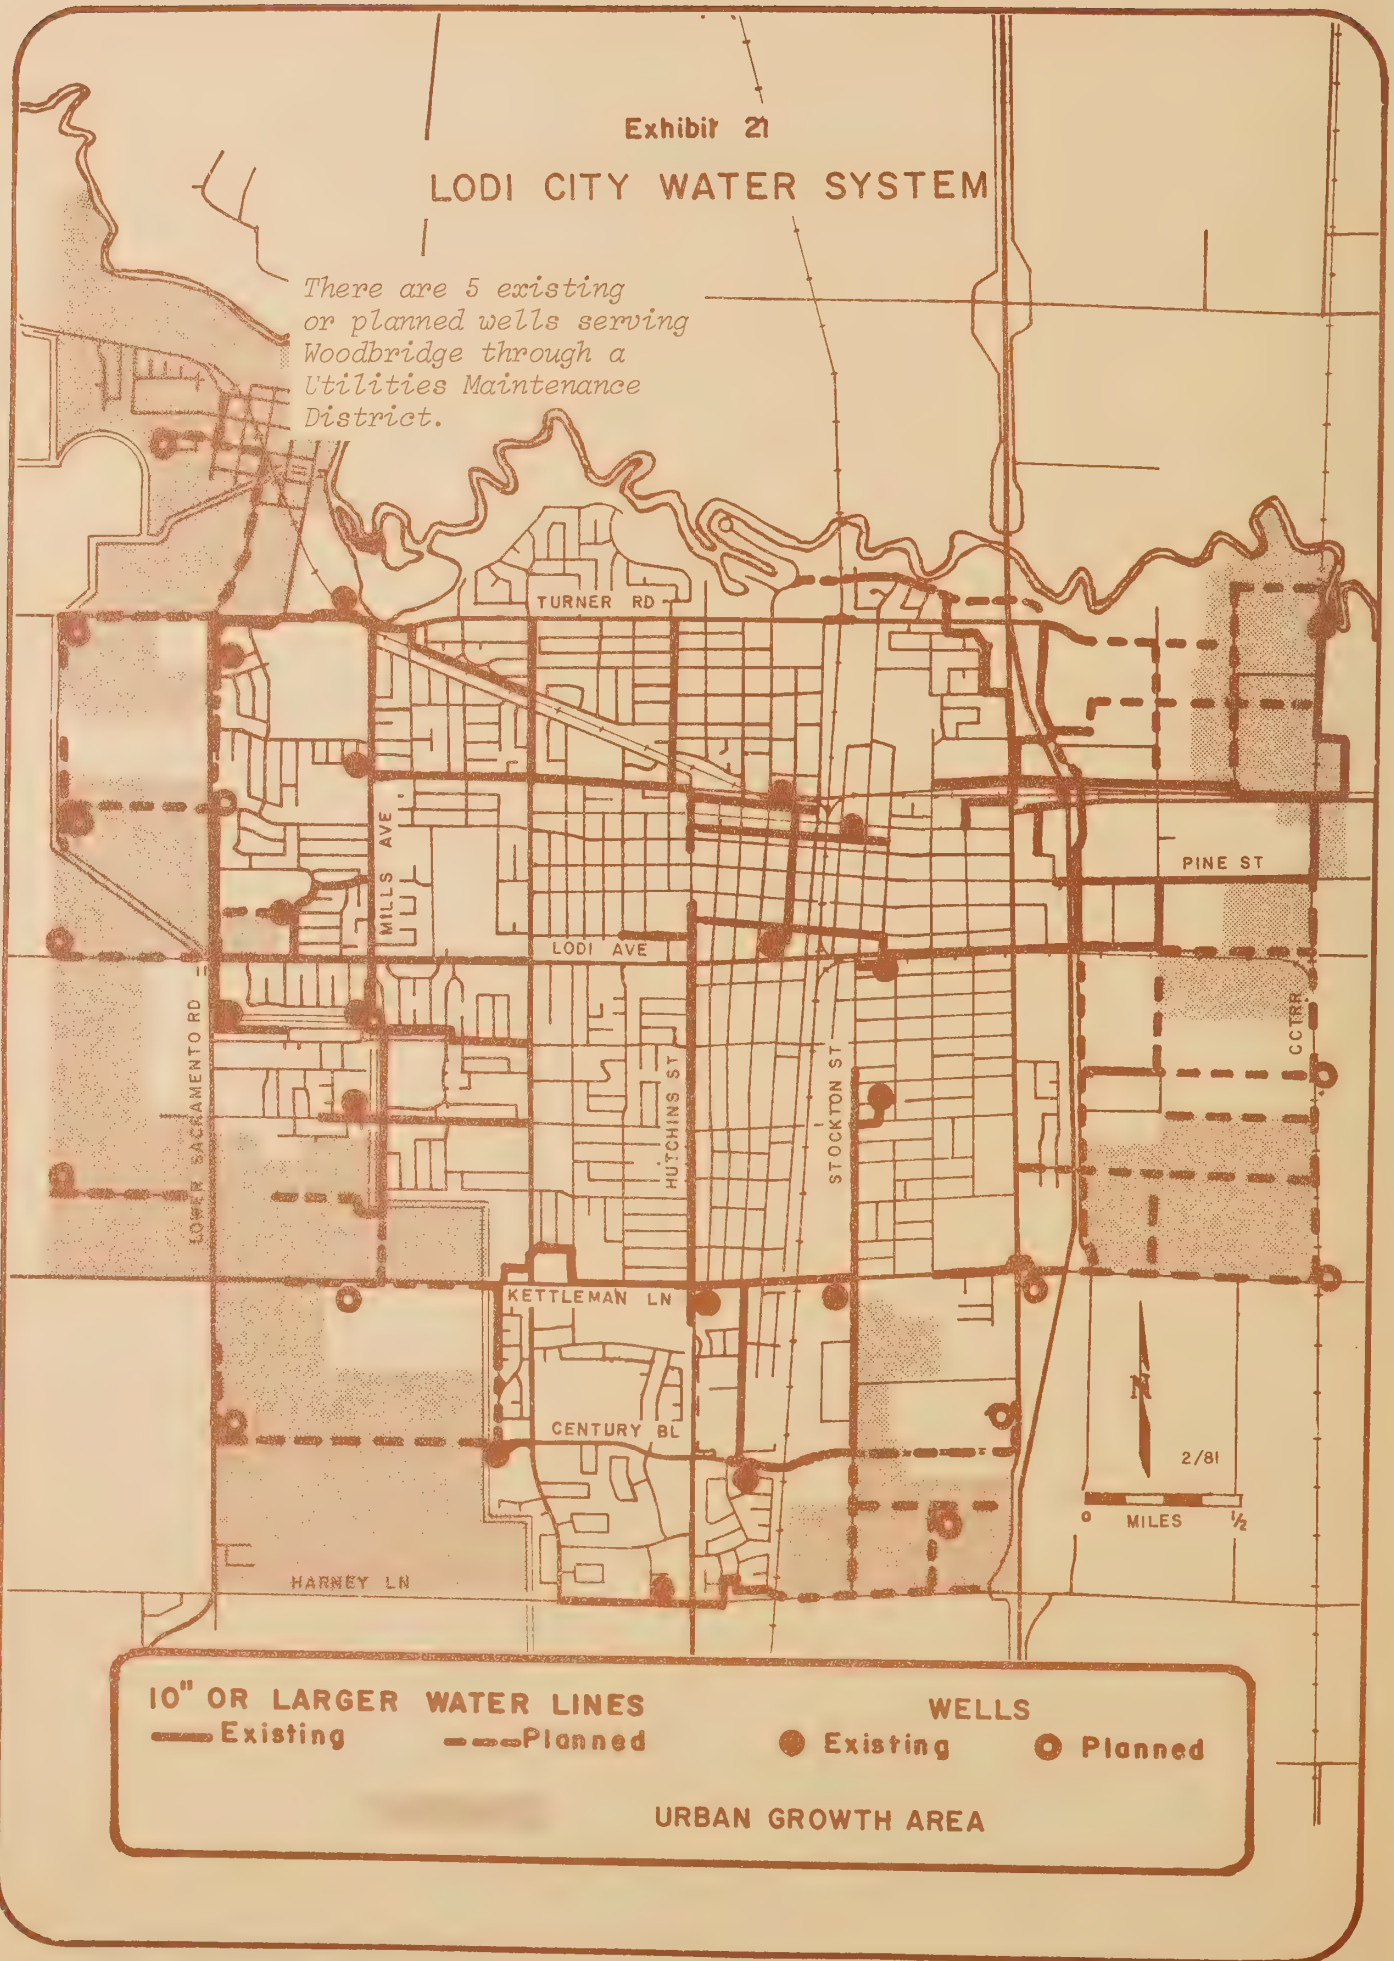 Exhibit 21
LODI CITY WATER SYSTEM
There are 5 existing
or planned wells serving
Woodbridge through a
Utilities Maintenance
District.
TURNER RD
MILLS AVE
PINE ST
LODI AVE
LOWER SACRAMENTO RD
HUTCHINS ST
STOCKTON ST
CCTRR
KETTLEMAN LN
CENTURY BL
N
2/81
0 MILES 1/2
HARNEY LN
10" OR LARGER WATER LINES
Existing Planned
WELLS
Existing Planned
URBAN GROWTH AREA